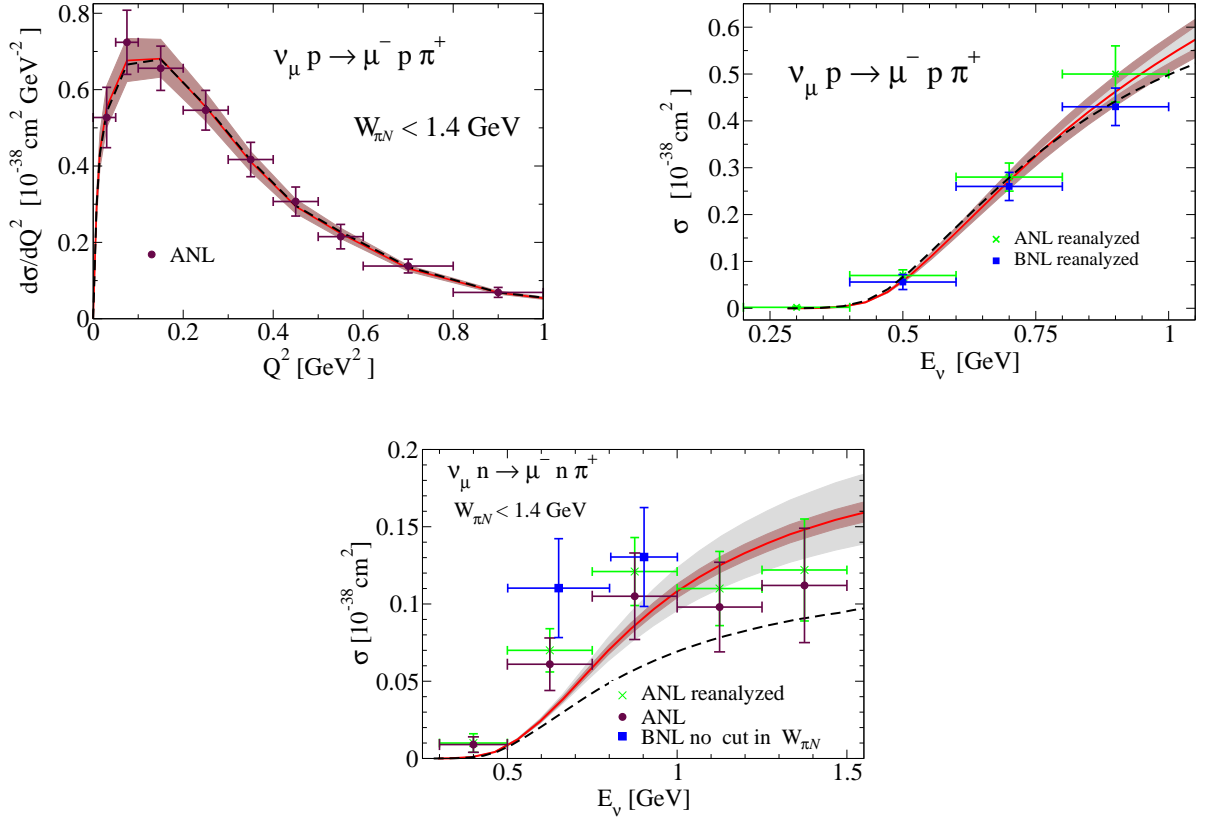 0.8
0.6
0.4
0.2
0
dσ/dQ² [10⁻³⁸ cm² GeV⁻²]
ν_μ p → μ⁻ p π⁺
W_πN < 1.4 GeV
ANL
0 0.2 0.4 0.6 0.8 1
Q² [GeV²]
0.6
0.5
0.4
0.3
0.2
0.1
0
σ [10⁻³⁸ cm²]
ν_μ p → μ⁻ p π⁺
ANL reanalyzed
BNL reanalyzed
0.25 0.5 0.75 1
E_ν [GeV]
0.2
0.15
0.1
0.05
0
σ [10⁻³⁸ cm²]
ν_μ n → μ⁻ n π⁺
W_πN < 1.4 GeV
ANL reanalyzed
ANL
BNL no cut in W_πN
0.5 1 1.5
E_ν [GeV]